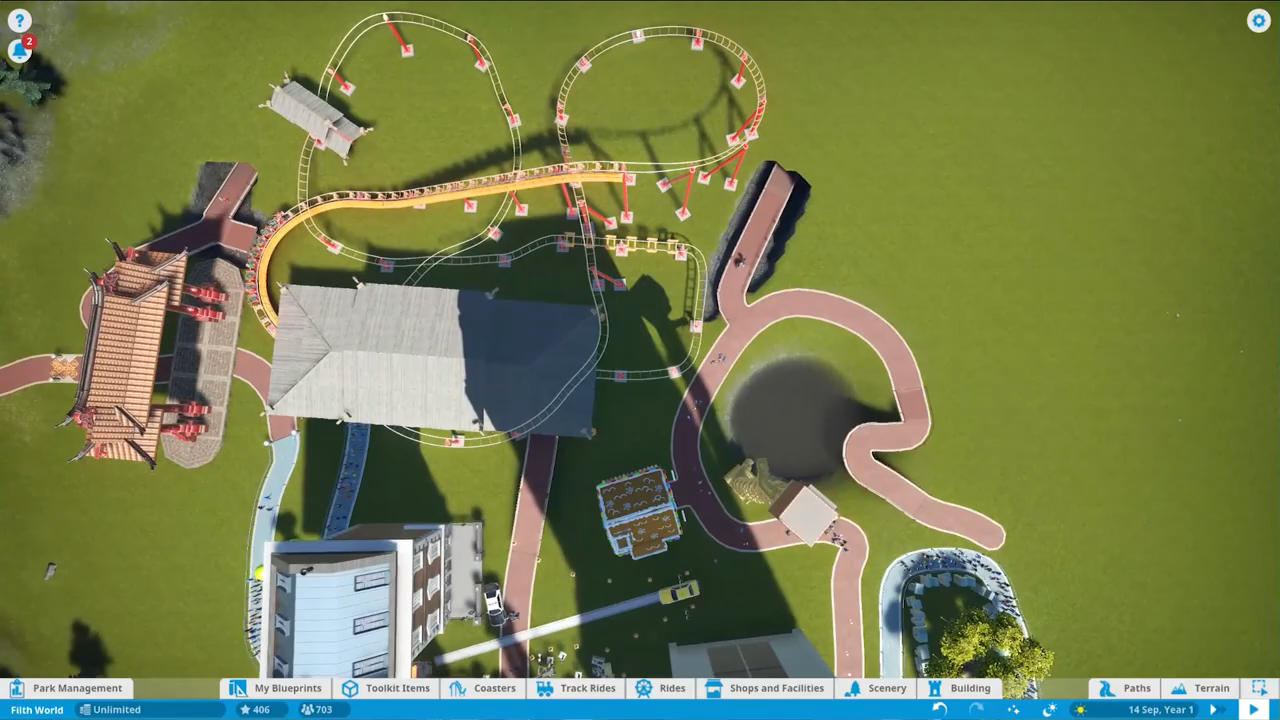 ?
2
Park Management
My Blueprints
Toolkit Items
Coasters
Track Rides
Rides
Shops and Facilities
Scenery
Building
Paths
Terrain
Filth World
Unlimited
406
703
14 Sep, Year 1